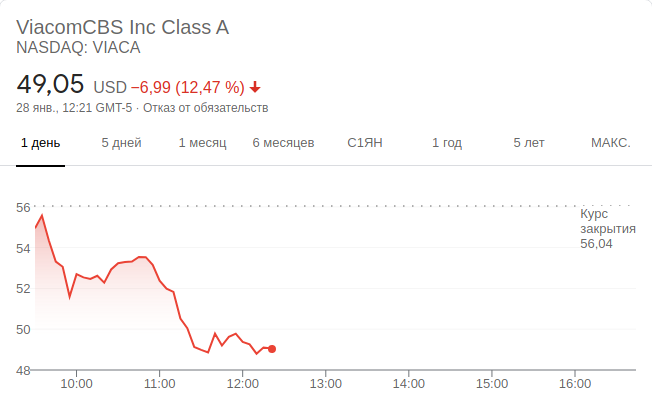 ViacomCBS Inc Class A
NASDAQ: VIACA
49,05 USD −6,99 (12,47 %)
28 янв., 12:21 GMT-5 · Отказ от обязательств
1 день 5 дней 1 месяц 6 месяцев С1ЯН 1 год 5 лет МАКС.
56
Курс
закрытия
56,04
54
52
50
48
10:00 11:00 12:00 13:00 14:00 15:00 16:00